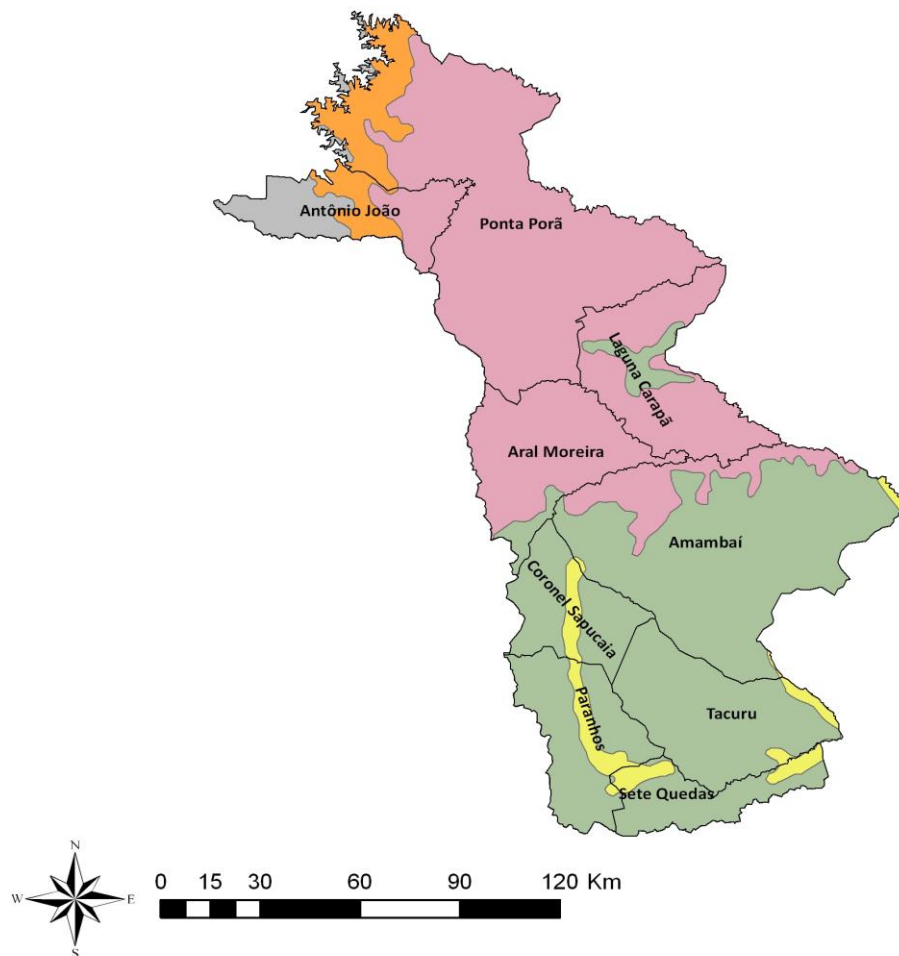 Antônio João
Ponta Porã
Laguna Carapã
Aral Moreira
Amambaí
Coronel Sapucaia
Paranhos
Tacuru
Sete Quedas
N
W
E
S
0 15 30 60 90 120 Km